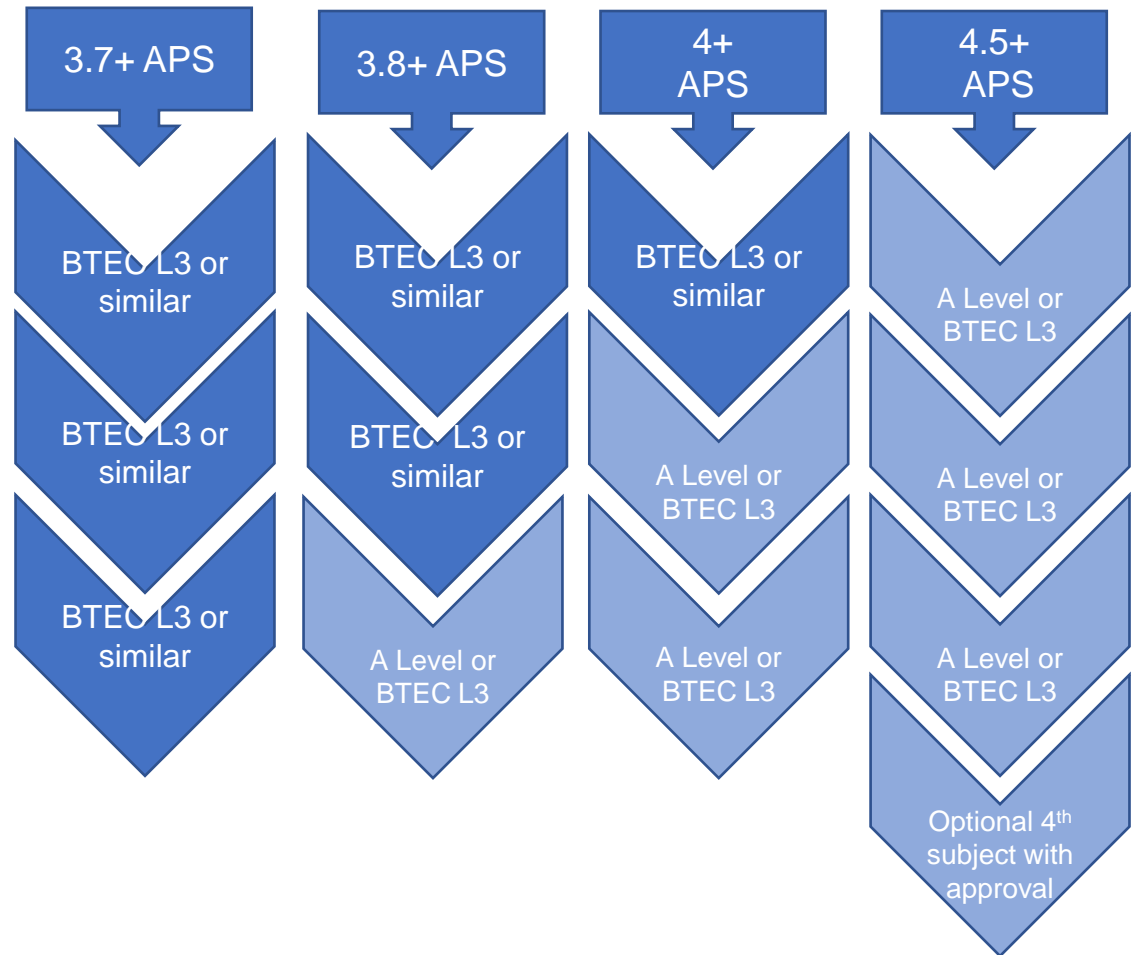 3.7+ APS
BTEC L3 or
similar
BTEC L3 or
similar
BTEC L3 or
similar
3.8+ APS
BTEC L3 or
similar
BTEC L3 or
similar
A Level or
BTEC L3
4+
APS
BTEC L3 or
similar
A Level or
BTEC L3
A Level or
BTEC L3
4.5+
APS
A Level or
BTEC L3
A Level or
BTEC L3
A Level or
BTEC L3
Optional 4th
subject with
approval